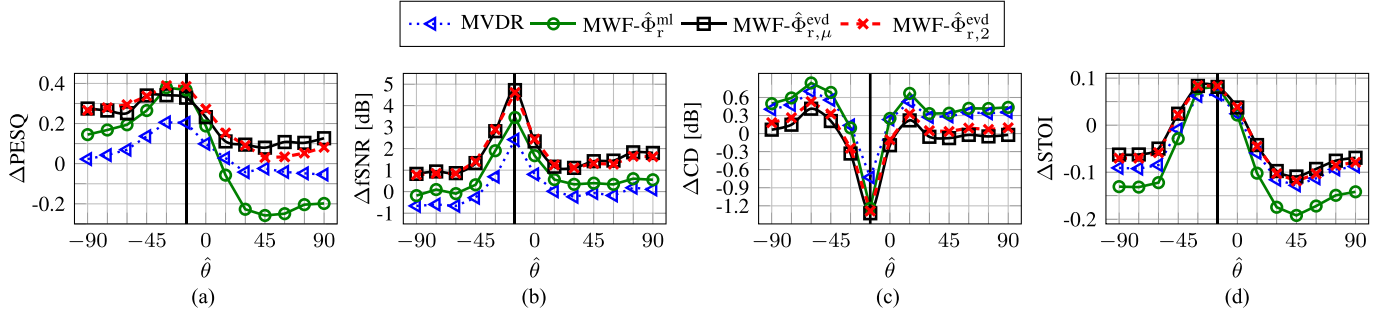 MVDR MWF-Φ̂ᵣᵐˡ MWF-Φ̂ᵣ,μᵉᵛᵈ MWF-Φ̂ᵣ,₂ᵉᵛᵈ
ΔPESQ
0.4
0.2
0
−0.2
−90 −45 0 45 90
θ̂
(a)
ΔfSNR [dB]
5
4
3
2
1
0
−1
−90 −45 0 45 90
θ̂
(b)
ΔCD [dB]
0.6
0.3
0
−0.3
−0.6
−0.9
−1.2
−90 −45 0 45 90
θ̂
(c)
ΔSTOI
0.1
0
−0.1
−0.2
−90 −45 0 45 90
θ̂
(d)